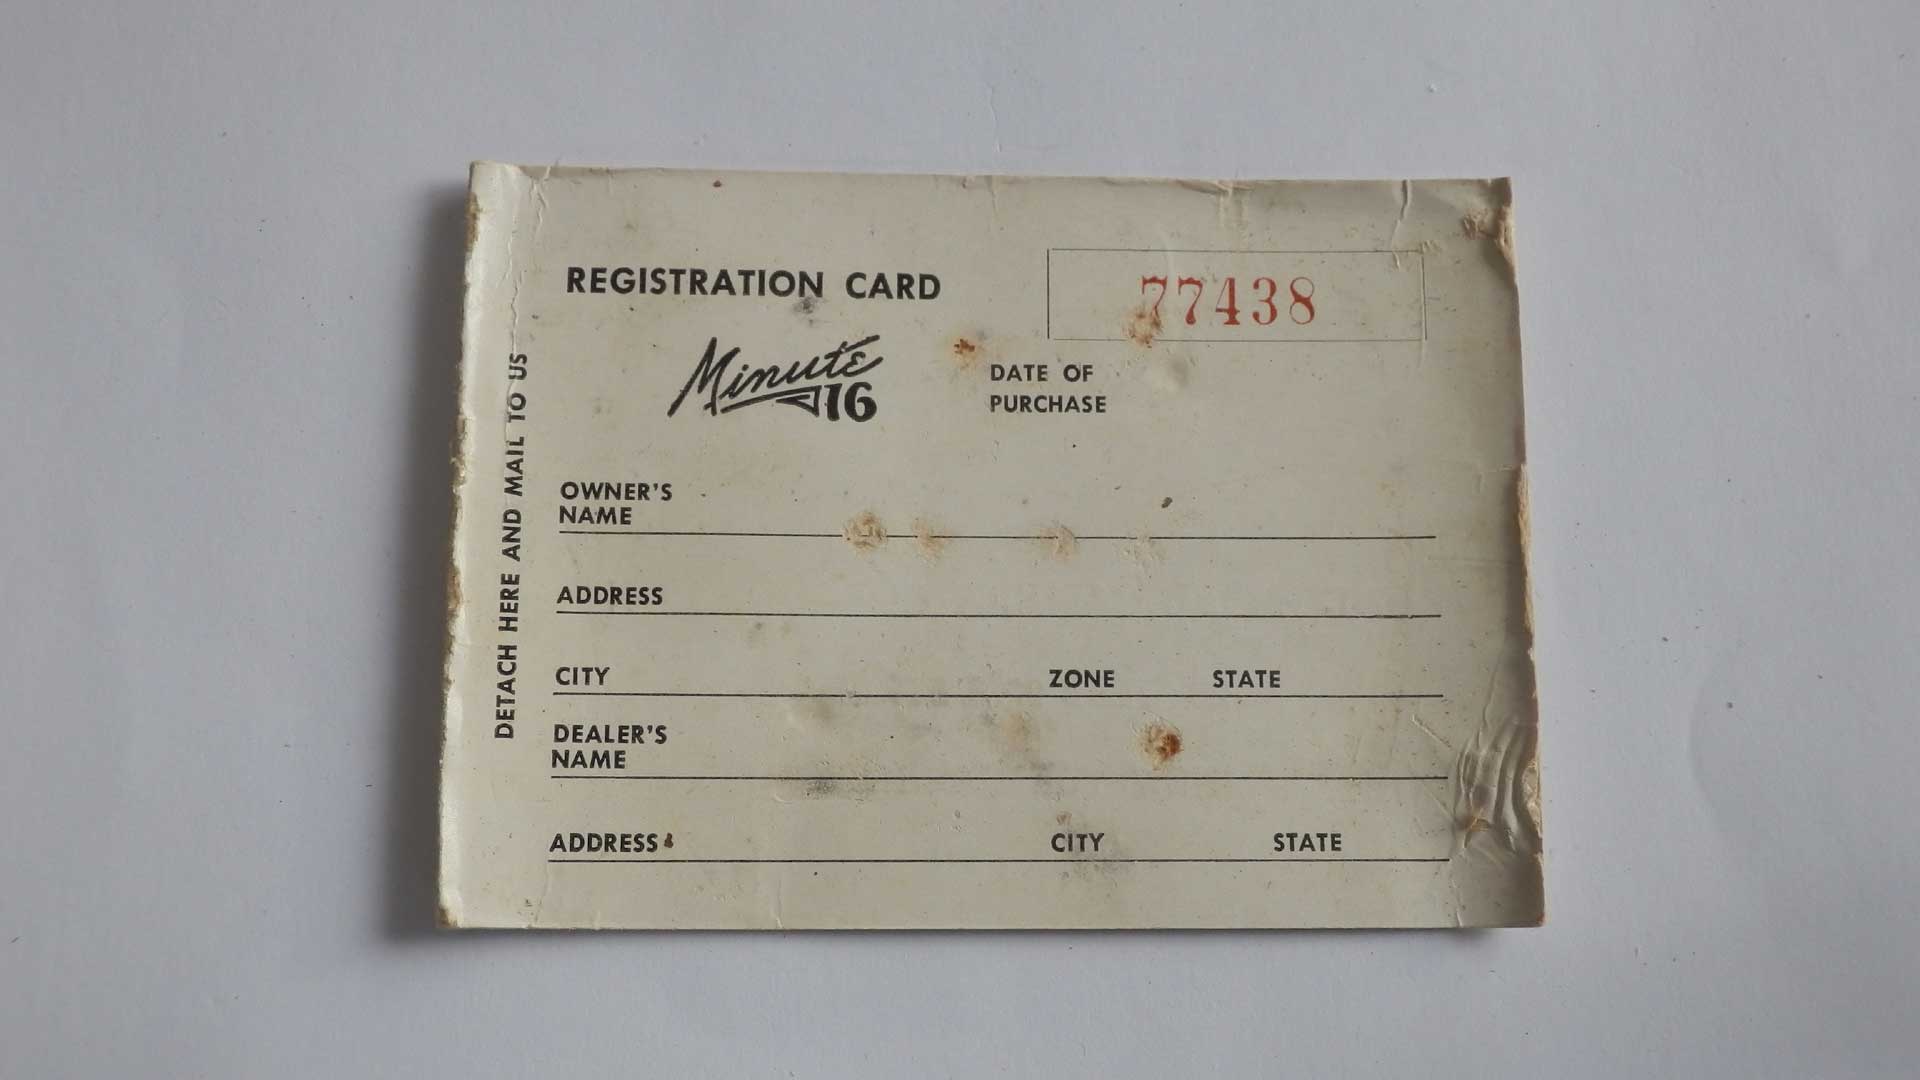 REGISTRATION CARD
77438
Minute 16
DATE OF
PURCHASE
DETACH HERE AND MAIL TO US
OWNER'S
NAME
ADDRESS
CITY ZONE STATE
DEALER'S
NAME
ADDRESS CITY STATE